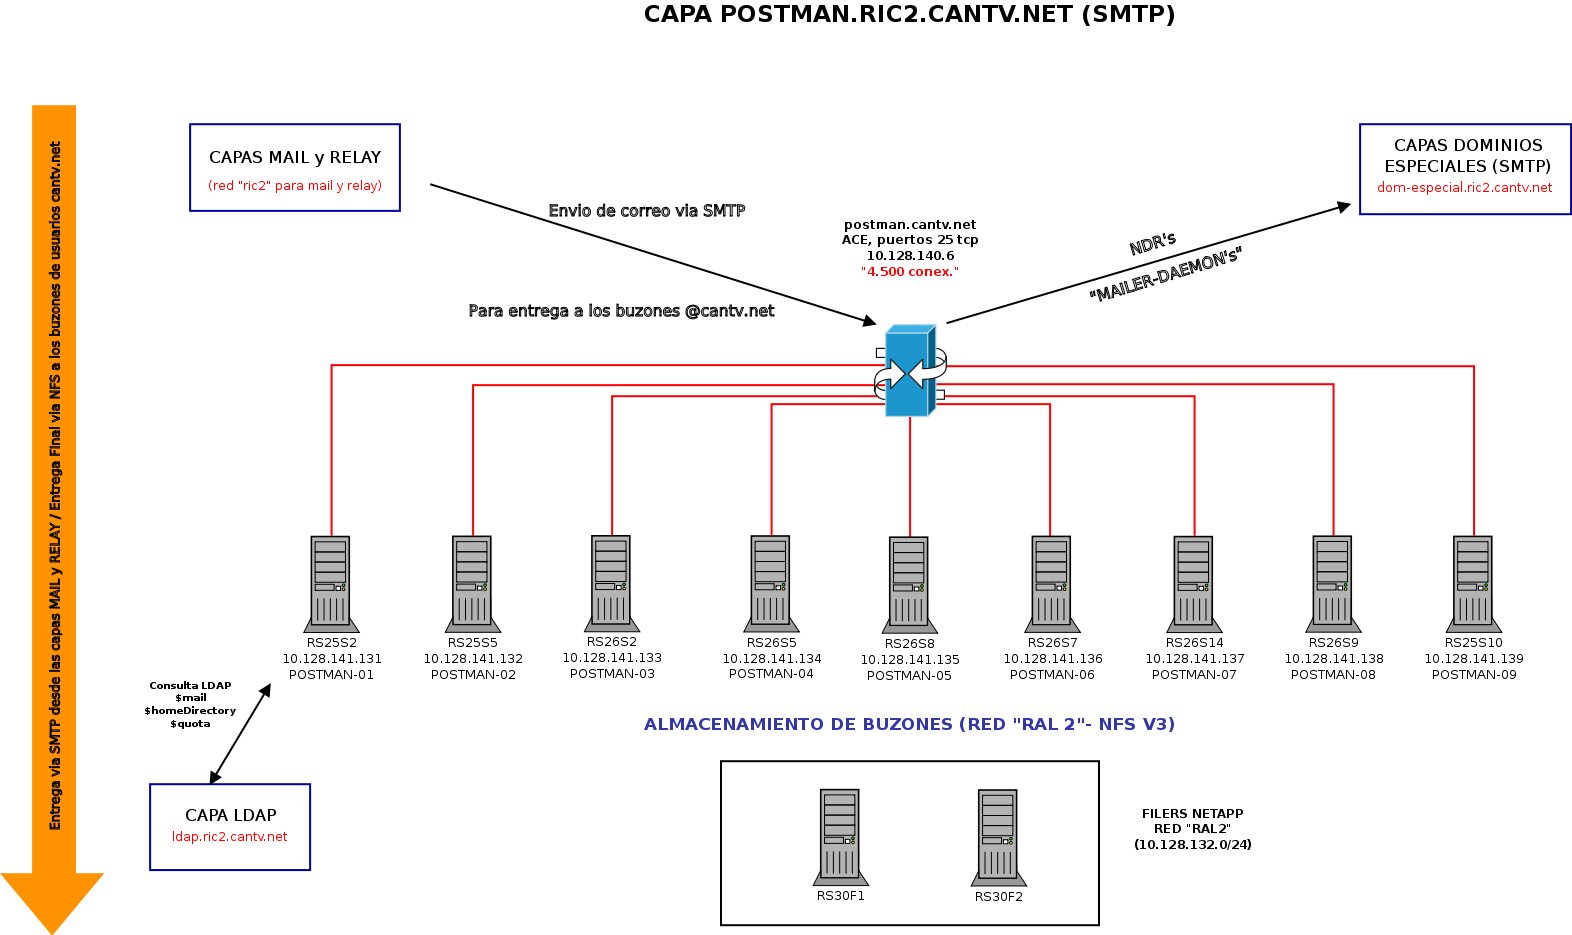 CAPA POSTMAN.RIC2.CANTV.NET (SMTP)
CAPAS MAIL y RELAY
(red "ric2" para mail y relay)
CAPAS DOMINIOS
ESPECIALES (SMTP)
dom-especial.ric2.cantv.net
Envio de correo via SMTP
Para entrega a los buzones @cantv.net
postman.cantv.net
ACE, puertos 25 tcp
10.128.140.6
"4.500 conex."
NDR's
"MAILER-DAEMON's"
Entrega via SMTP desde las capas MAIL y RELAY / Entrega Final via NFS a los buzones de usuarios cantv.net
RS25S2
10.128.141.131
POSTMAN-01
RS25S5
10.128.141.132
POSTMAN-02
RS26S2
10.128.141.133
POSTMAN-03
RS26S5
10.128.141.134
POSTMAN-04
RS26S8
10.128.141.135
POSTMAN-05
RS26S7
10.128.141.136
POSTMAN-06
RS26S14
10.128.141.137
POSTMAN-07
RS26S9
10.128.141.138
POSTMAN-08
RS25S10
10.128.141.139
POSTMAN-09
Consulta LDAP
$mail
$homeDirectory
$quota
CAPA LDAP
ldap.ric2.cantv.net
ALMACENAMIENTO DE BUZONES (RED "RAL 2"- NFS V3)
RS30F1
RS30F2
FILERS NETAPP
RED "RAL2"
(10.128.132.0/24)